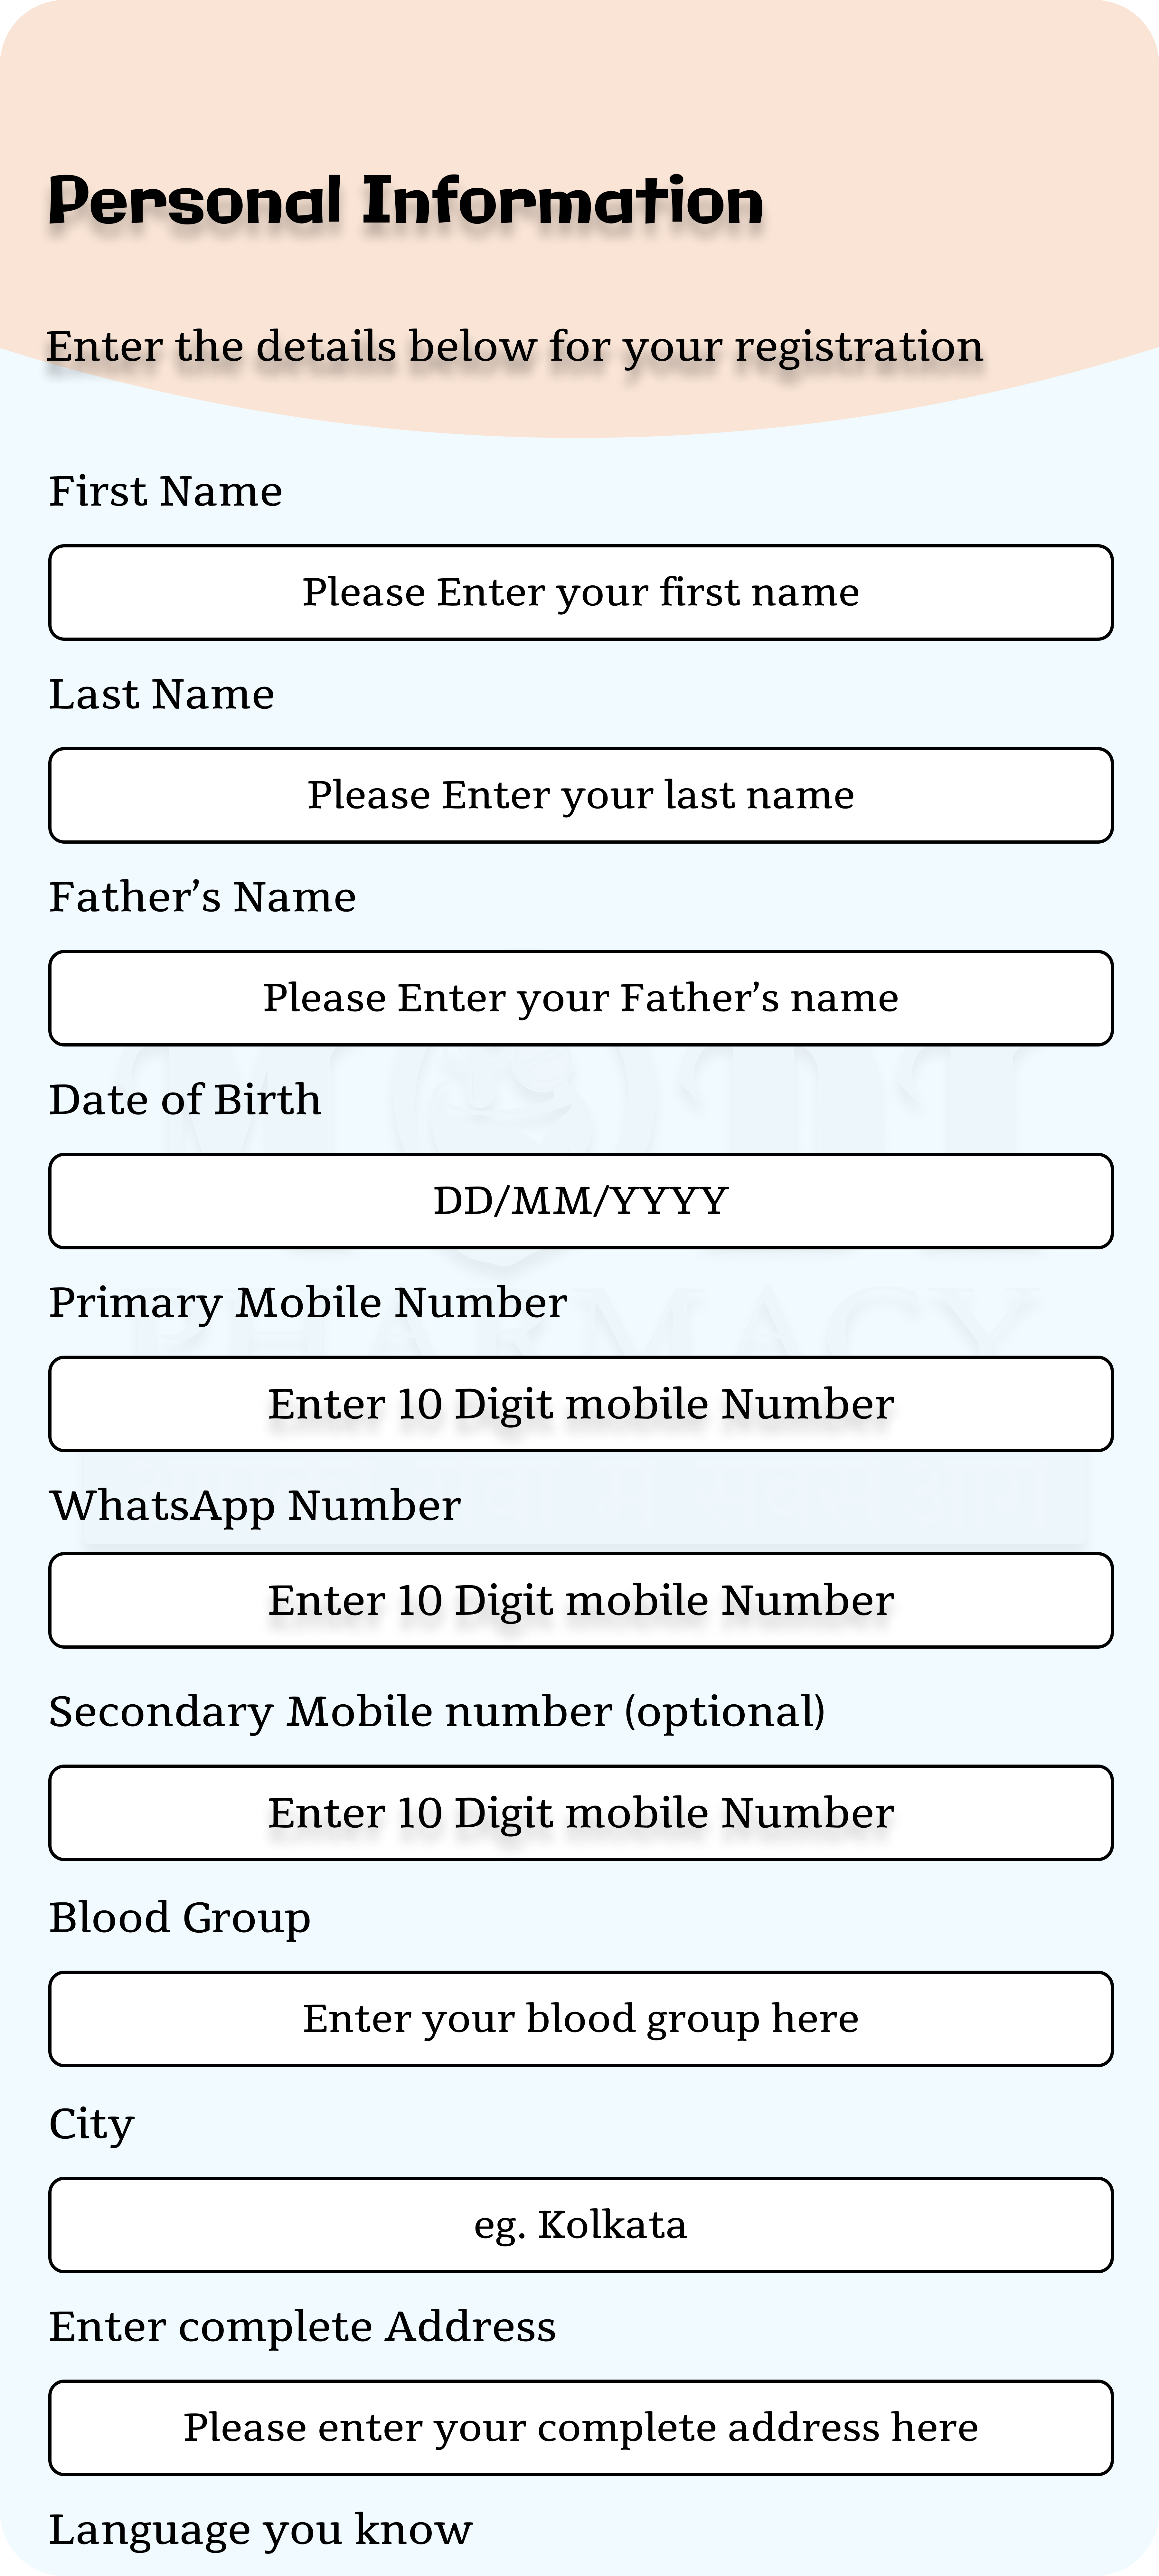 Personal Information
Enter the details below for your registration
First Name
Please Enter your first name
Last Name
Please Enter your last name
Father’s Name
Please Enter your Father’s name
Date of Birth
DD/MM/YYYY
Primary Mobile Number
PHARMACY
Enter 10 Digit mobile Number
WhatsApp Number
Enter 10 Digit mobile Number
Secondary Mobile number (optional)
Enter 10 Digit mobile Number
Blood Group
Enter your blood group here
City
eg. Kolkata
Enter complete Address
Please enter your complete address here
Language you know